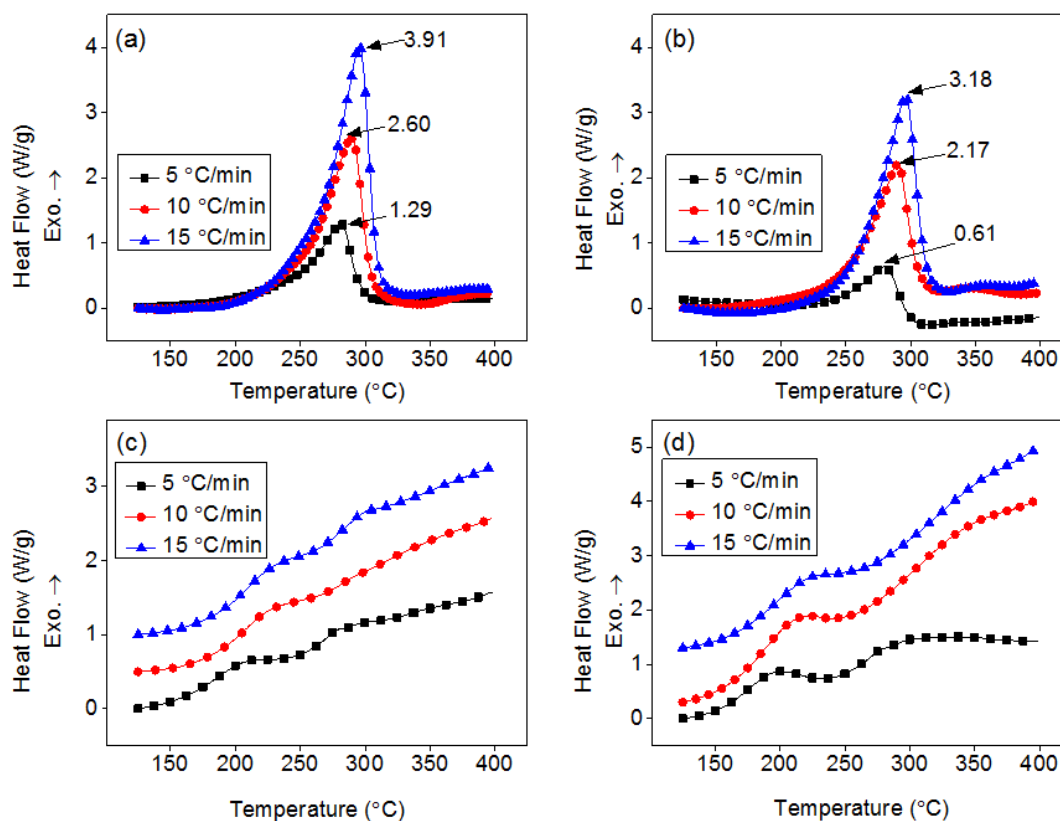 (a)
3.91
2.60
1.29
5 °C/min
10 °C/min
15 °C/min
Heat Flow (W/g)
Exo. →
4
3
2
1
0
150 200 250 300 350 400
Temperature (°C)
(b)
3.18
2.17
0.61
5 °C/min
10 °C/min
15 °C/min
Heat Flow (W/g)
Exo. →
4
3
2
1
0
150 200 250 300 350 400
Temperature (°C)
(c)
5 °C/min
10 °C/min
15 °C/min
Heat Flow (W/g)
Exo. →
3
2
1
0
150 200 250 300 350 400
Temperature (°C)
(d)
5 °C/min
10 °C/min
15 °C/min
Heat Flow (W/g)
Exo. →
5
4
3
2
1
0
150 200 250 300 350 400
Temperature (°C)